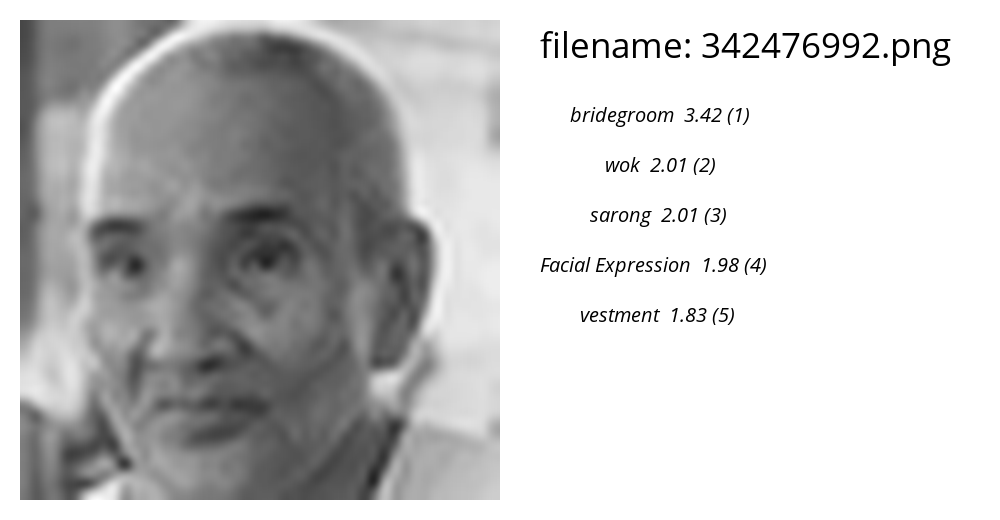 filename: 342476992.png
bridegroom 3.42 (1)
wok 2.01 (2)
sarong 2.01 (3)
Facial Expression 1.98 (4)
vestment 1.83 (5)